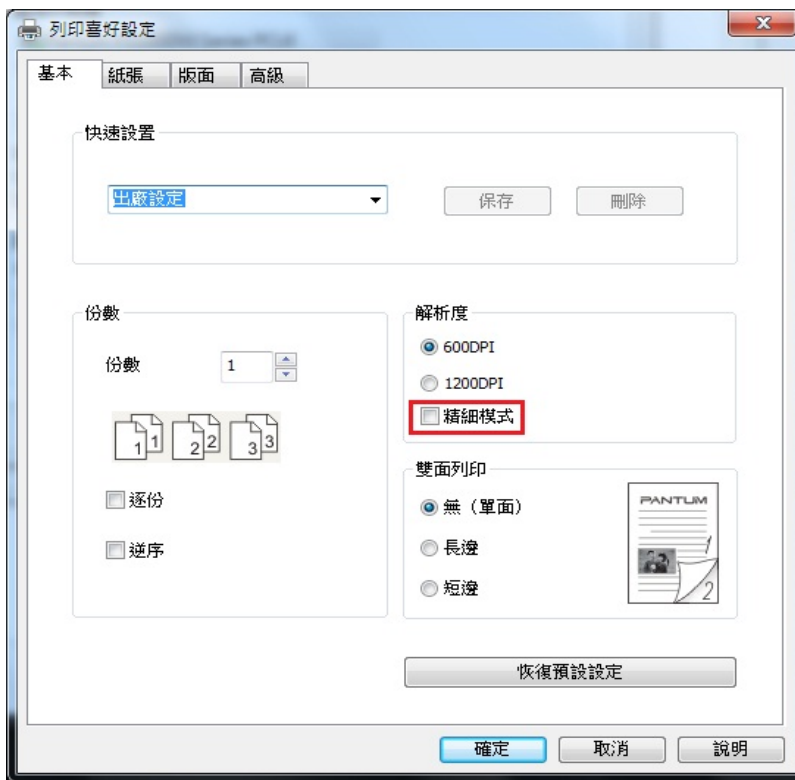 列印喜好設定
基本 紙張 版面 高級
快速設置
出廠設定 保存 刪除
份數
份數 1
1 1 2 2 3 3
逐份
逆序
解析度
600DPI
1200DPI
精細模式
雙面列印
無（單面）
長邊
短邊
PANTUM
1
2
恢復預設設定
確定 取消 說明